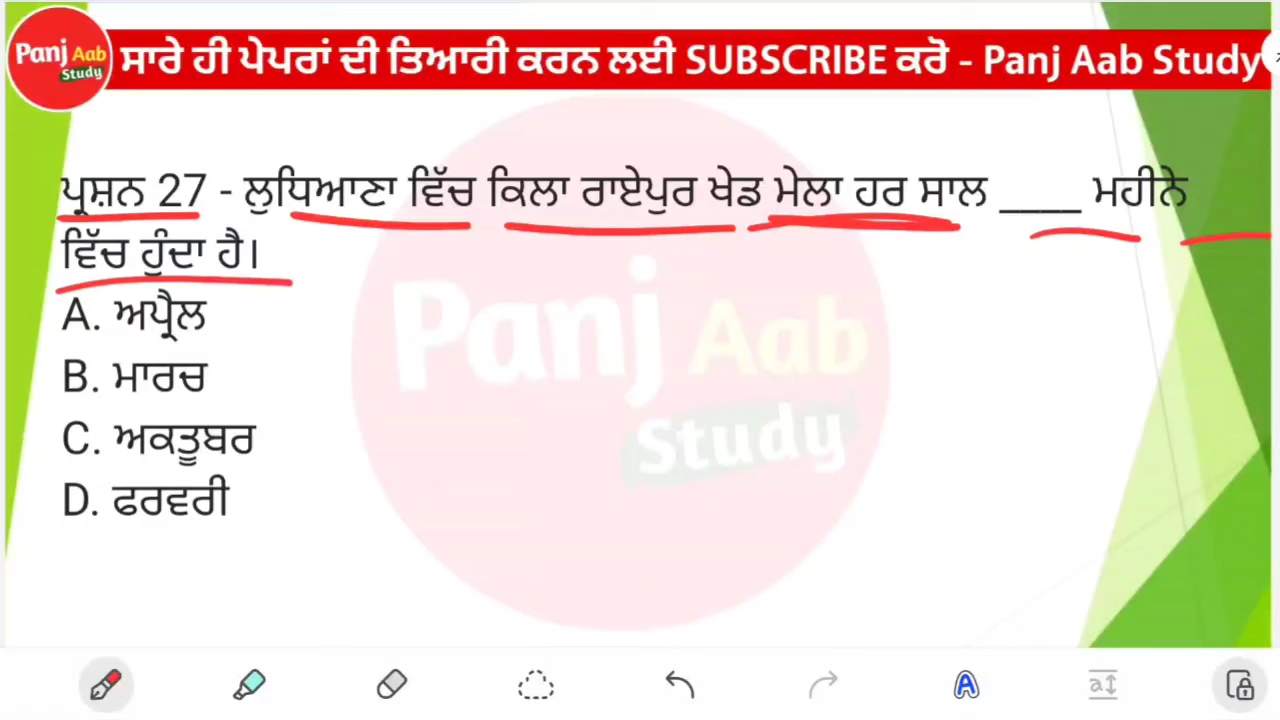 Panj Aab Study
ਸਾਰੇ ਹੀ ਪੇਪਰਾਂ ਦੀ ਤਿਆਰੀ ਕਰਨ ਲਈ SUBSCRIBE ਕਰੋ - Panj Aab Study
ਪ੍ਰਸ਼ਨ 27 - ਲੁਧਿਆਣਾ ਵਿੱਚ ਕਿਲਾ ਰਾਏਪੁਰ ਖੇਡ ਮੇਲਾ ਹਰ ਸਾਲ ____ ਮਹੀਨੇ
ਵਿੱਚ ਹੁੰਦਾ ਹੈ।
A. ਅਪ੍ਰੈਲ
B. ਮਾਰਚ
C. ਅਕਤੂਬਰ
D. ਫਰਵਰੀ
Panj Aab
Study